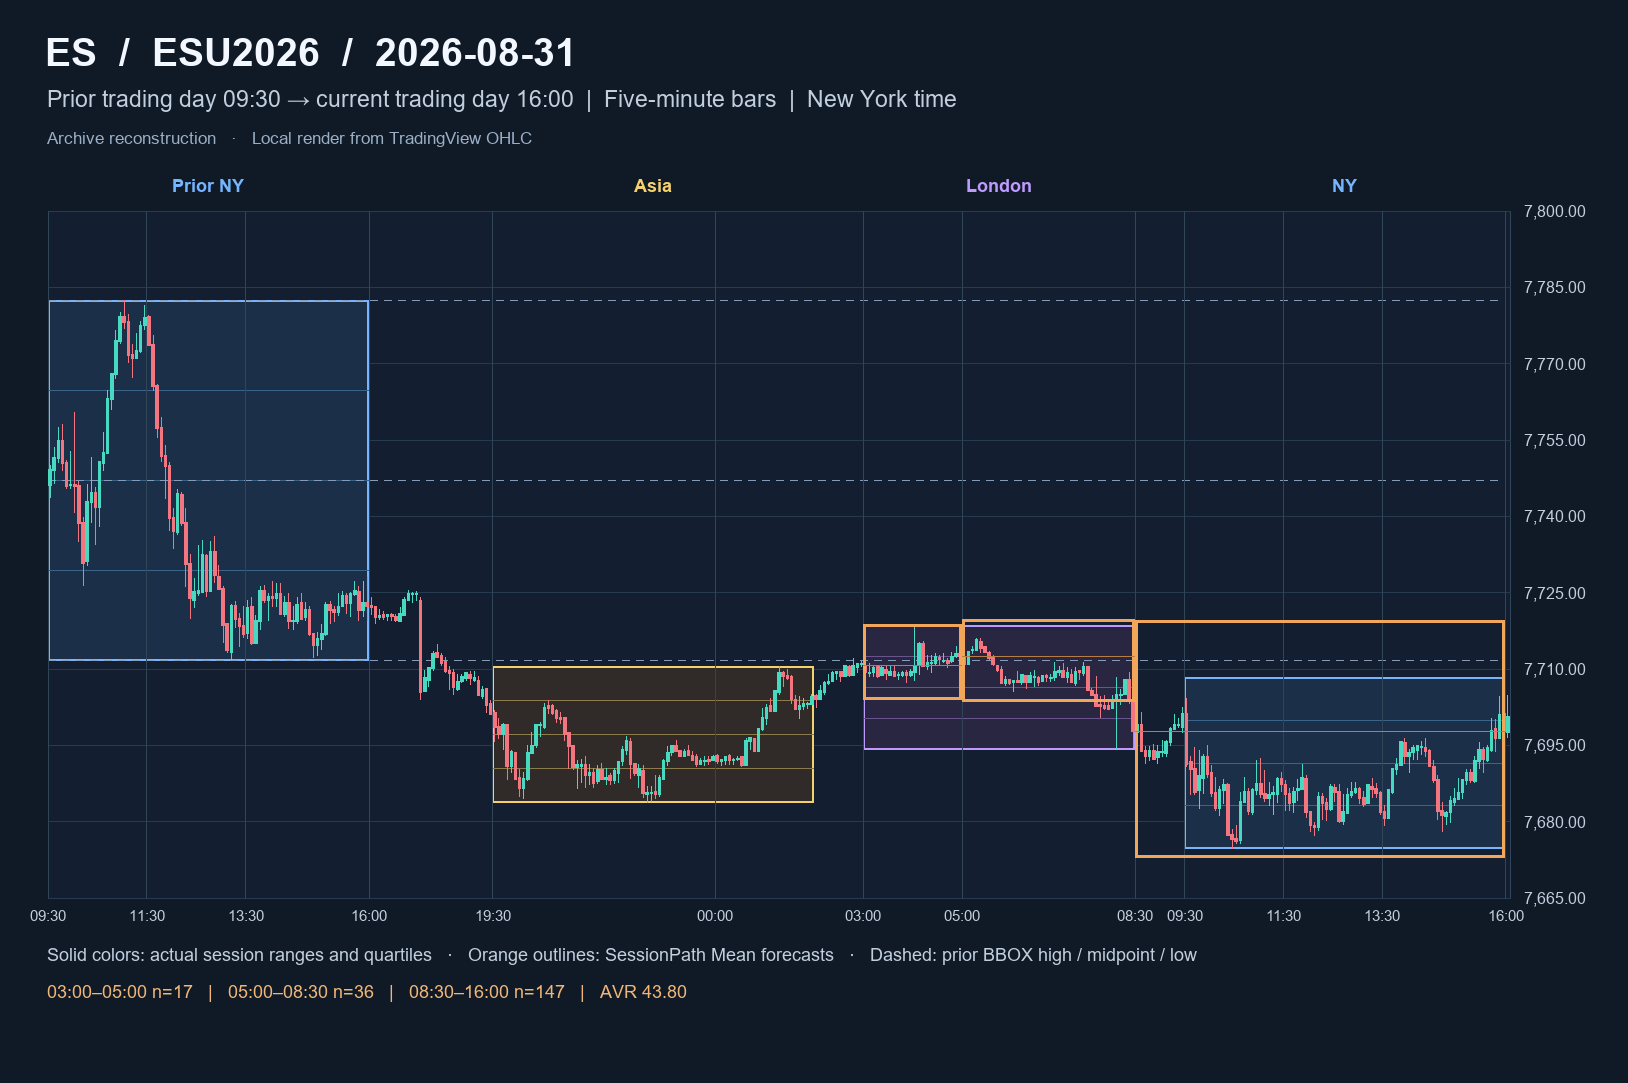 ES / ESU2026 / 2026-08-31
Prior trading day 09:30 → current trading day 16:00 | Five-minute bars | New York time
Archive reconstruction · Local render from TradingView OHLC
Prior NY
Asia
London
NY
7,800.00
7,785.00
7,770.00
7,755.00
7,740.00
7,725.00
7,710.00
7,695.00
7,680.00
7,665.00
09:30 11:30 13:30 16:00 19:30 00:00 03:00 05:00 08:30 09:30 11:30 13:30 16:00
Solid colors: actual session ranges and quartiles · Orange outlines: SessionPath Mean forecasts · Dashed: prior BBOX high / midpoint / low
03:00–05:00 n=17 | 05:00–08:30 n=36 | 08:30–16:00 n=147 | AVR 43.80